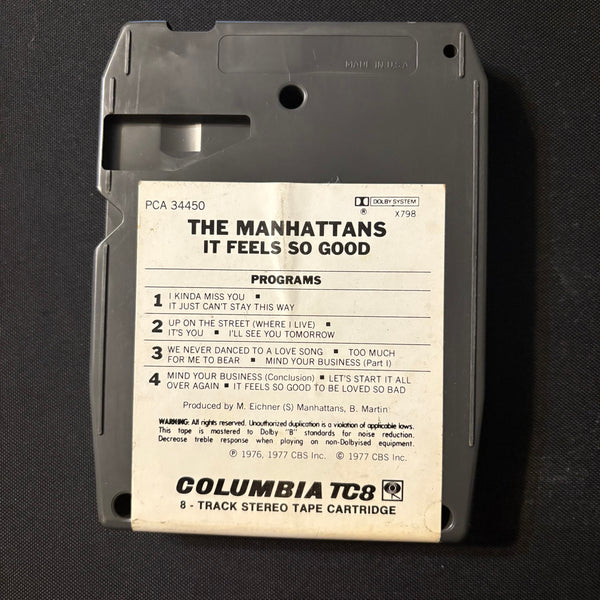 MADE IN U.S.A.
PCA 34450
DOLBY SYSTEM
®
X798
THE MANHATTANS
IT FEELS SO GOOD
PROGRAMS
1 I KINDA MISS YOU ■
IT JUST CAN'T STAY THIS WAY
2 UP ON THE STREET (WHERE I LIVE) ■
IT'S YOU ■ I'LL SEE YOU TOMORROW
3 WE NEVER DANCED TO A LOVE SONG ■ TOO MUCH
FOR ME TO BEAR ■ MIND YOUR BUSINESS (Part I)
4 MIND YOUR BUSINESS (Conclusion) ■ LET'S START IT ALL
OVER AGAIN ■ IT FEELS SO GOOD TO BE LOVED SO BAD
Produced by M. Eichner (S) Manhattans, B. Martin
WARNING: All rights reserved. Unauthorized duplication is a violation of applicable laws.
This tape is mastered to Dolby "B" standards for noise reduction.
Decrease treble response when playing on non-Dolbyised equipment.
℗ 1976, 1977 CBS Inc. © 1977 CBS Inc.
COLUMBIA TC8
8 - TRACK STEREO TAPE CARTRIDGE